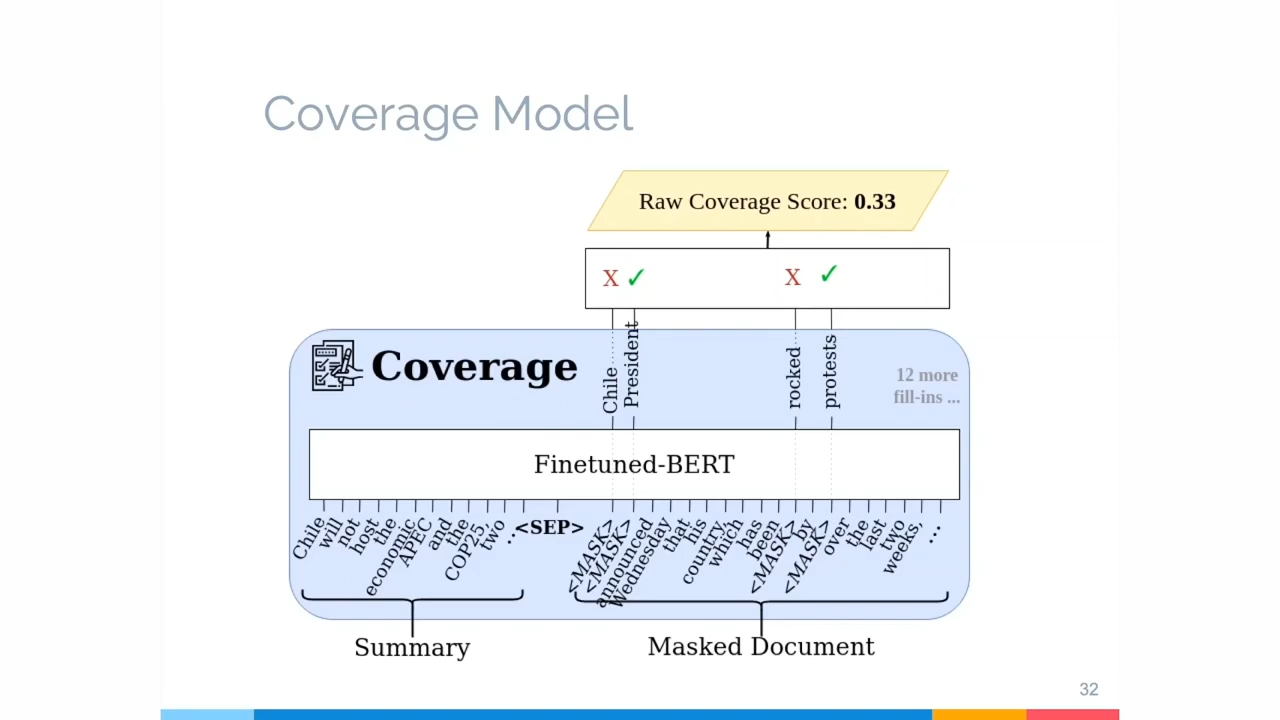 Coverage Model
Raw Coverage Score: 0.33
X ✓ X ✓
Coverage
Chile
President
rocked
protests
12 more
fill-ins ...
Finetuned-BERT
Chile
will
not
host
the
economic
APEC
and
the
COP25,
two
...
<SEP>
<MASK>
<MASK>
announced
Wednesday
that
his
country,
which
has
been
<MASK>
by
<MASK>
over
the
last
two
weeks,
...
Summary
Masked Document
32